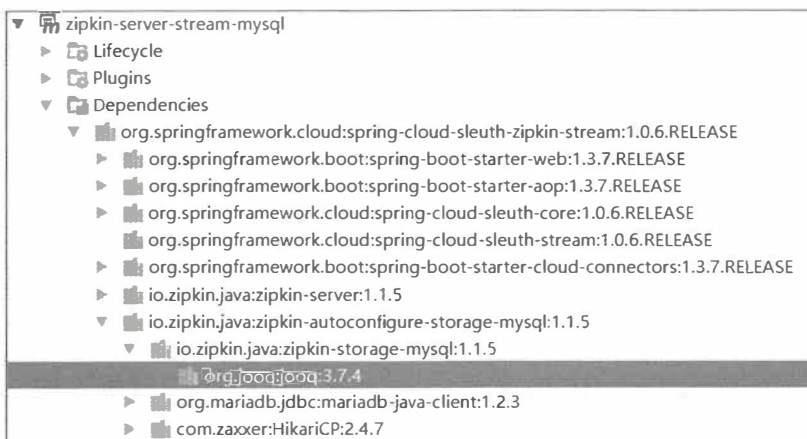 zipkin-server-stream-mysql
Lifecycle
Plugins
Dependencies
org.springframework.cloud:spring-cloud-sleuth-zipkin-stream:1.0.6.RELEASE
org.springframework.boot:spring-boot-starter-web:1.3.7.RELEASE
org.springframework.boot:spring-boot-starter-aop:1.3.7.RELEASE
org.springframework.cloud:spring-cloud-sleuth-core:1.0.6.RELEASE
org.springframework.cloud:spring-cloud-sleuth-stream:1.0.6.RELEASE
org.springframework.boot:spring-boot-starter-cloud-connectors:1.3.7.RELEASE
io.zipkin.java:zipkin-server:1.1.5
io.zipkin.java:zipkin-autoconfigure-storage-mysql:1.1.5
io.zipkin.java:zipkin-storage-mysql:1.1.5
org.jooq:jooq:3.7.4
org.mariadb.jdbc:mariadb-java-client:1.2.3
com.zaxxer:HikariCP:2.4.7